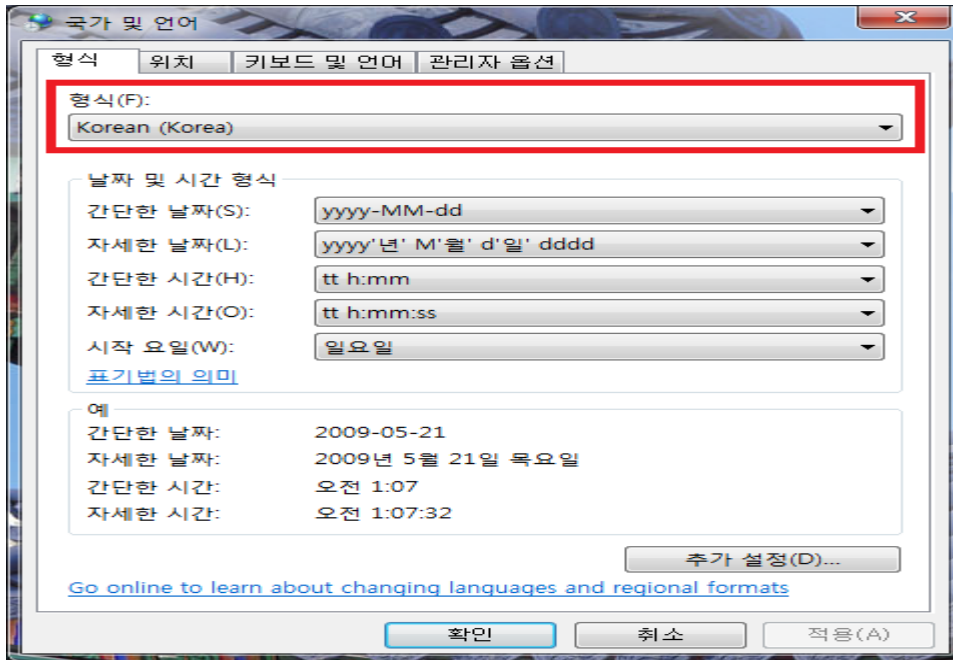 국가 및 언어
형식 위치 키보드 및 언어 관리자 옵션
형식(F):
Korean (Korea)
날짜 및 시간 형식
간단한 날짜(S): yyyy-MM-dd
자세한 날짜(L): yyyy'년' M'월' d'일' dddd
간단한 시간(H): tt h:mm
자세한 시간(O): tt h:mm:ss
시작 요일(W): 일요일
표기법의 의미
예
간단한 날짜: 2009-05-21
자세한 날짜: 2009년 5월 21일 목요일
간단한 시간: 오전 1:07
자세한 시간: 오전 1:07:32
추가 설정(D)...
Go online to learn about changing languages and regional formats
확인 취소 적용(A)